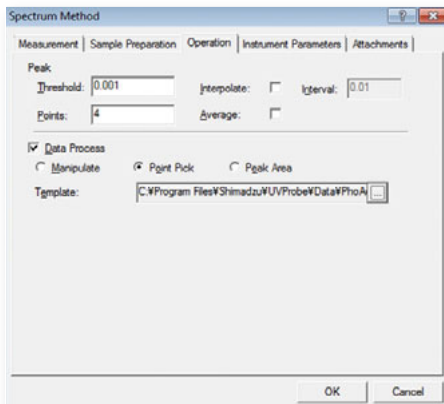 Spectrum Method
Measurement Sample Preparation Operation Instrument Parameters Attachments
Peak
Threshold: 0.001 Interpolate: Interval: 0.01
Points: 4 Average:
Data Process
Manipulate Point Pick Peak Area
Template: C:¥Program Files¥Shimadzu¥UVProbe¥Data¥PhoA ...
OK Cancel